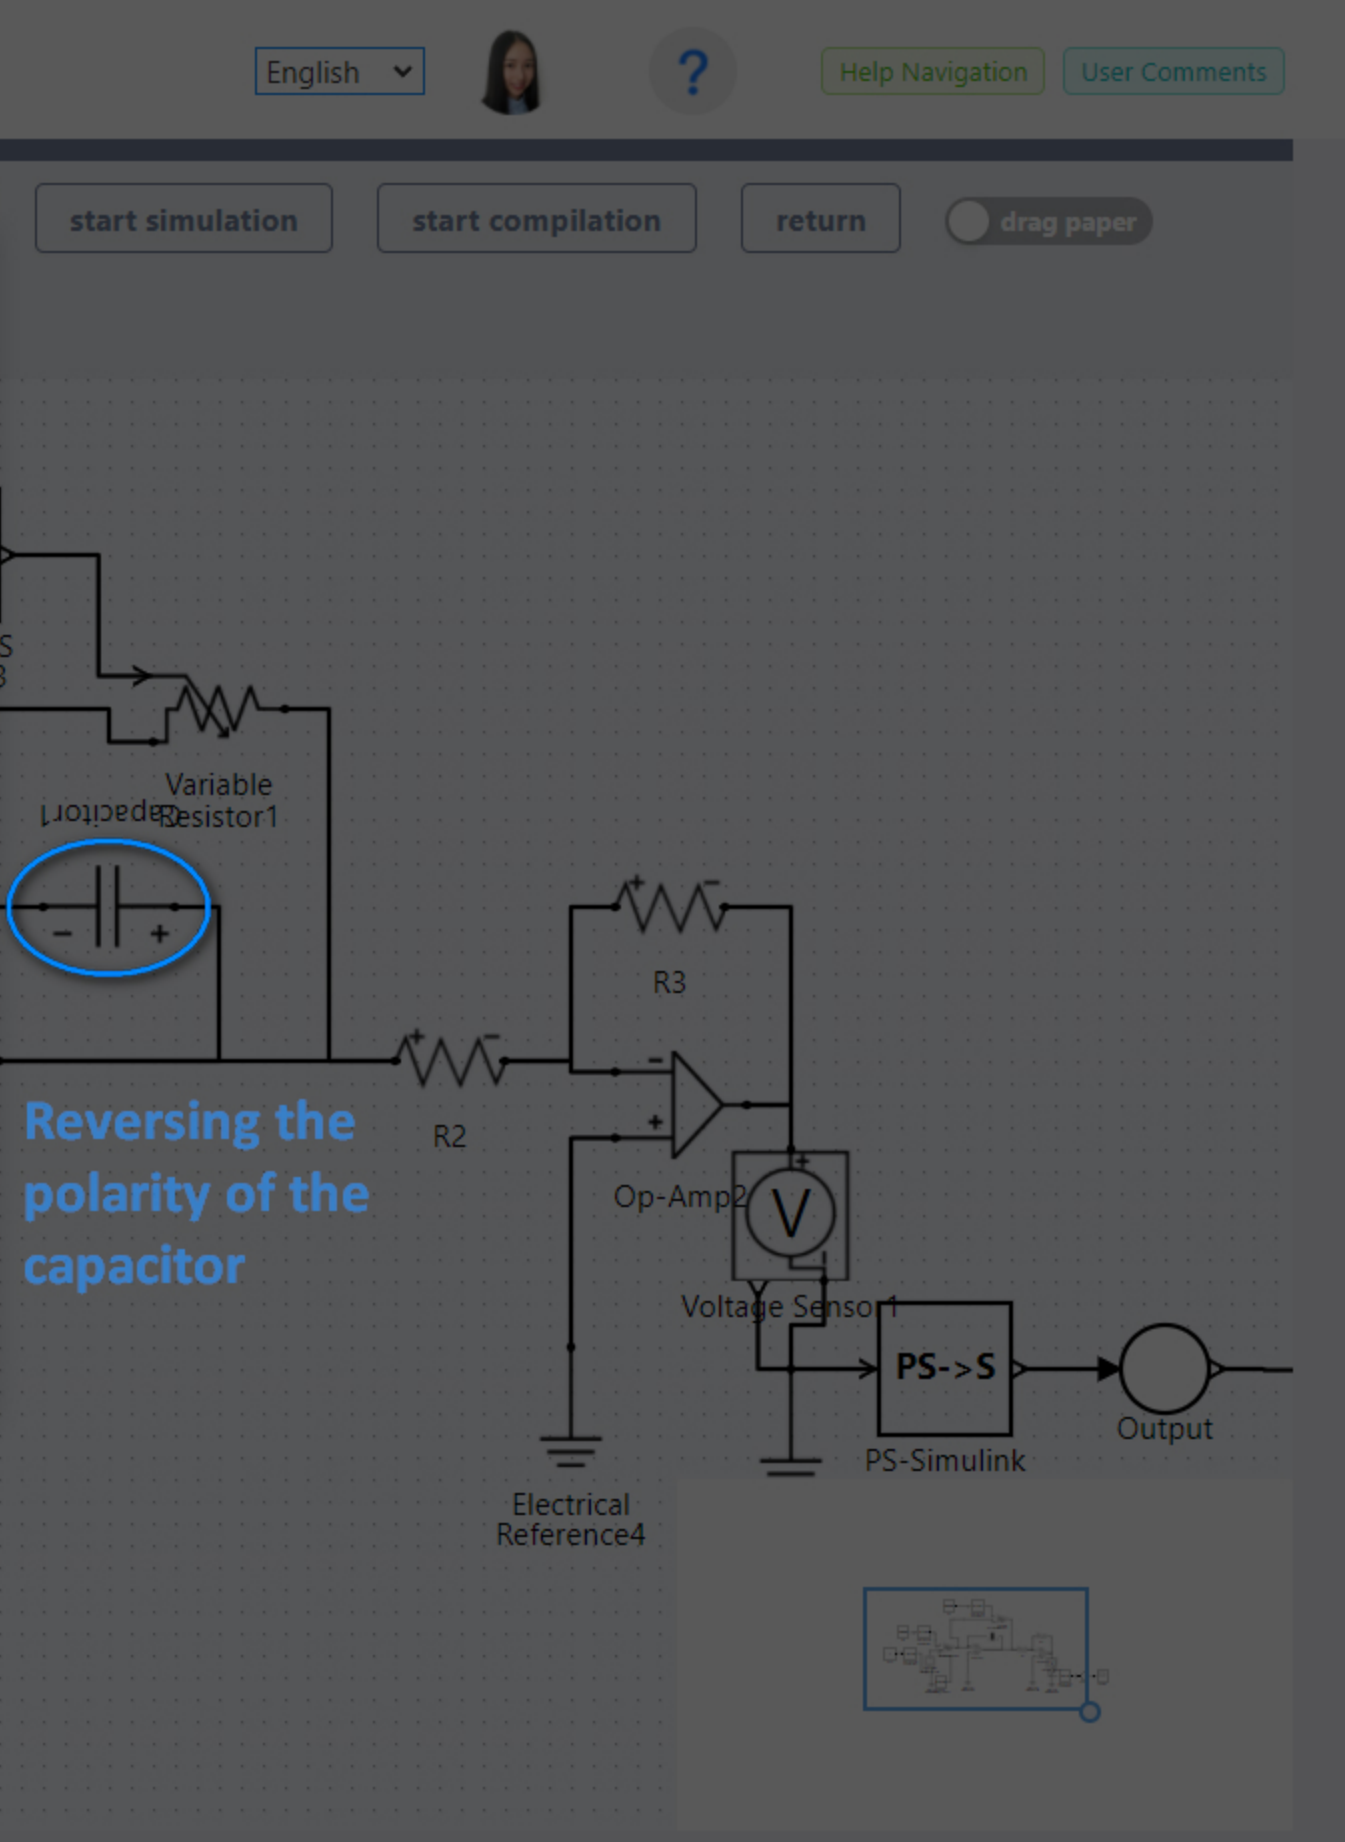 English
?
Help Navigation
User Comments
start simulation
start compilation
return
drag paper
S
3
Variable
Resistor1
Capacitor1
− +
+ −
R3
+ −
R2
−
+
Op-Amp2
+
V
Voltage Sensor1
PS->S
PS-Simulink
Output
Electrical
Reference4
Reversing the
polarity of the
capacitor